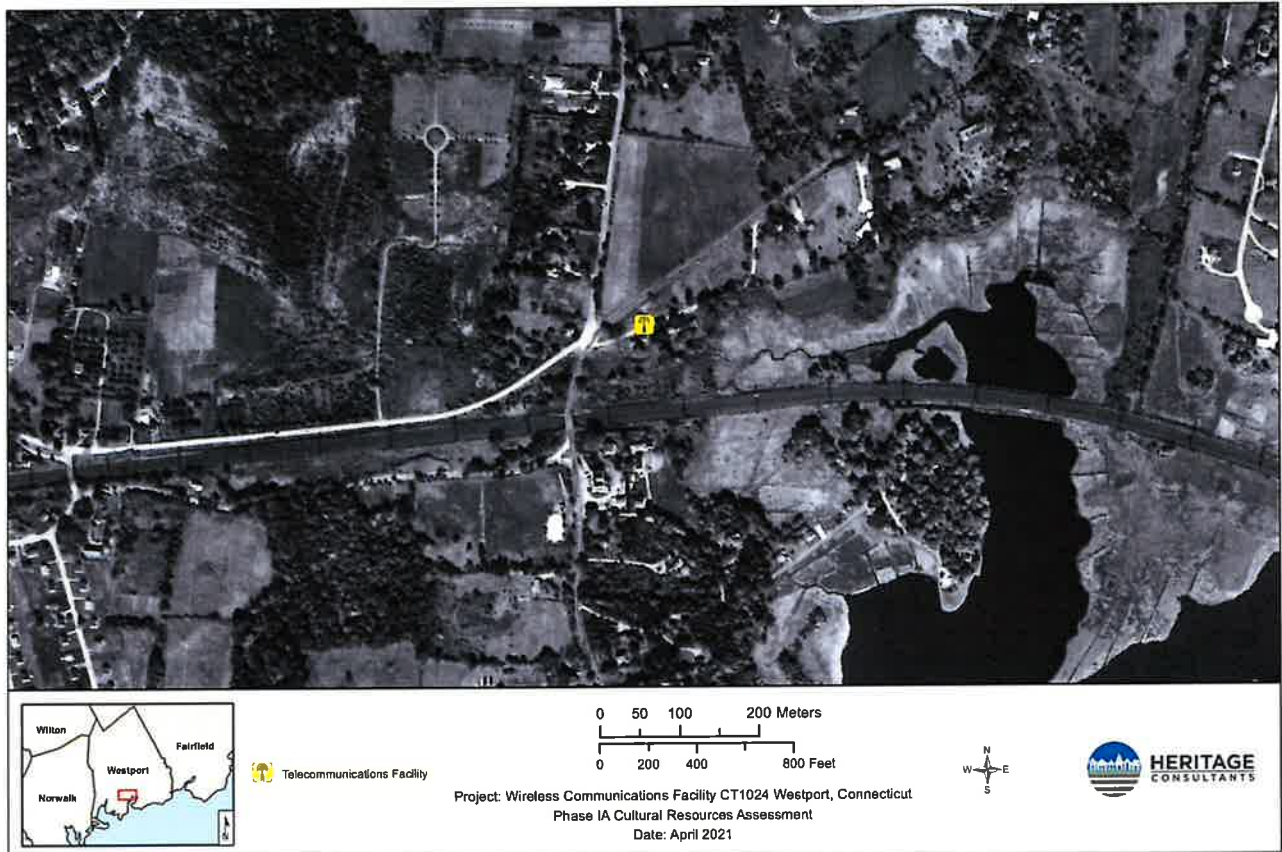 Wilton
Fairfield
Westport
Norwalk
N
Telecommunications Facility
0 50 100 200 Meters
0 200 400 800 Feet
Project: Wireless Communications Facility CT1024 Westport, Connecticut
Phase IA Cultural Resources Assessment
Date: April 2021
N
W E
S
HERITAGE
CONSULTANTS